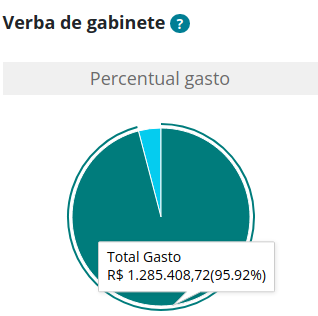 Verba de gabinete ?
Percentual gasto
Total Gasto
R$ 1.285.408,72(95.92%)